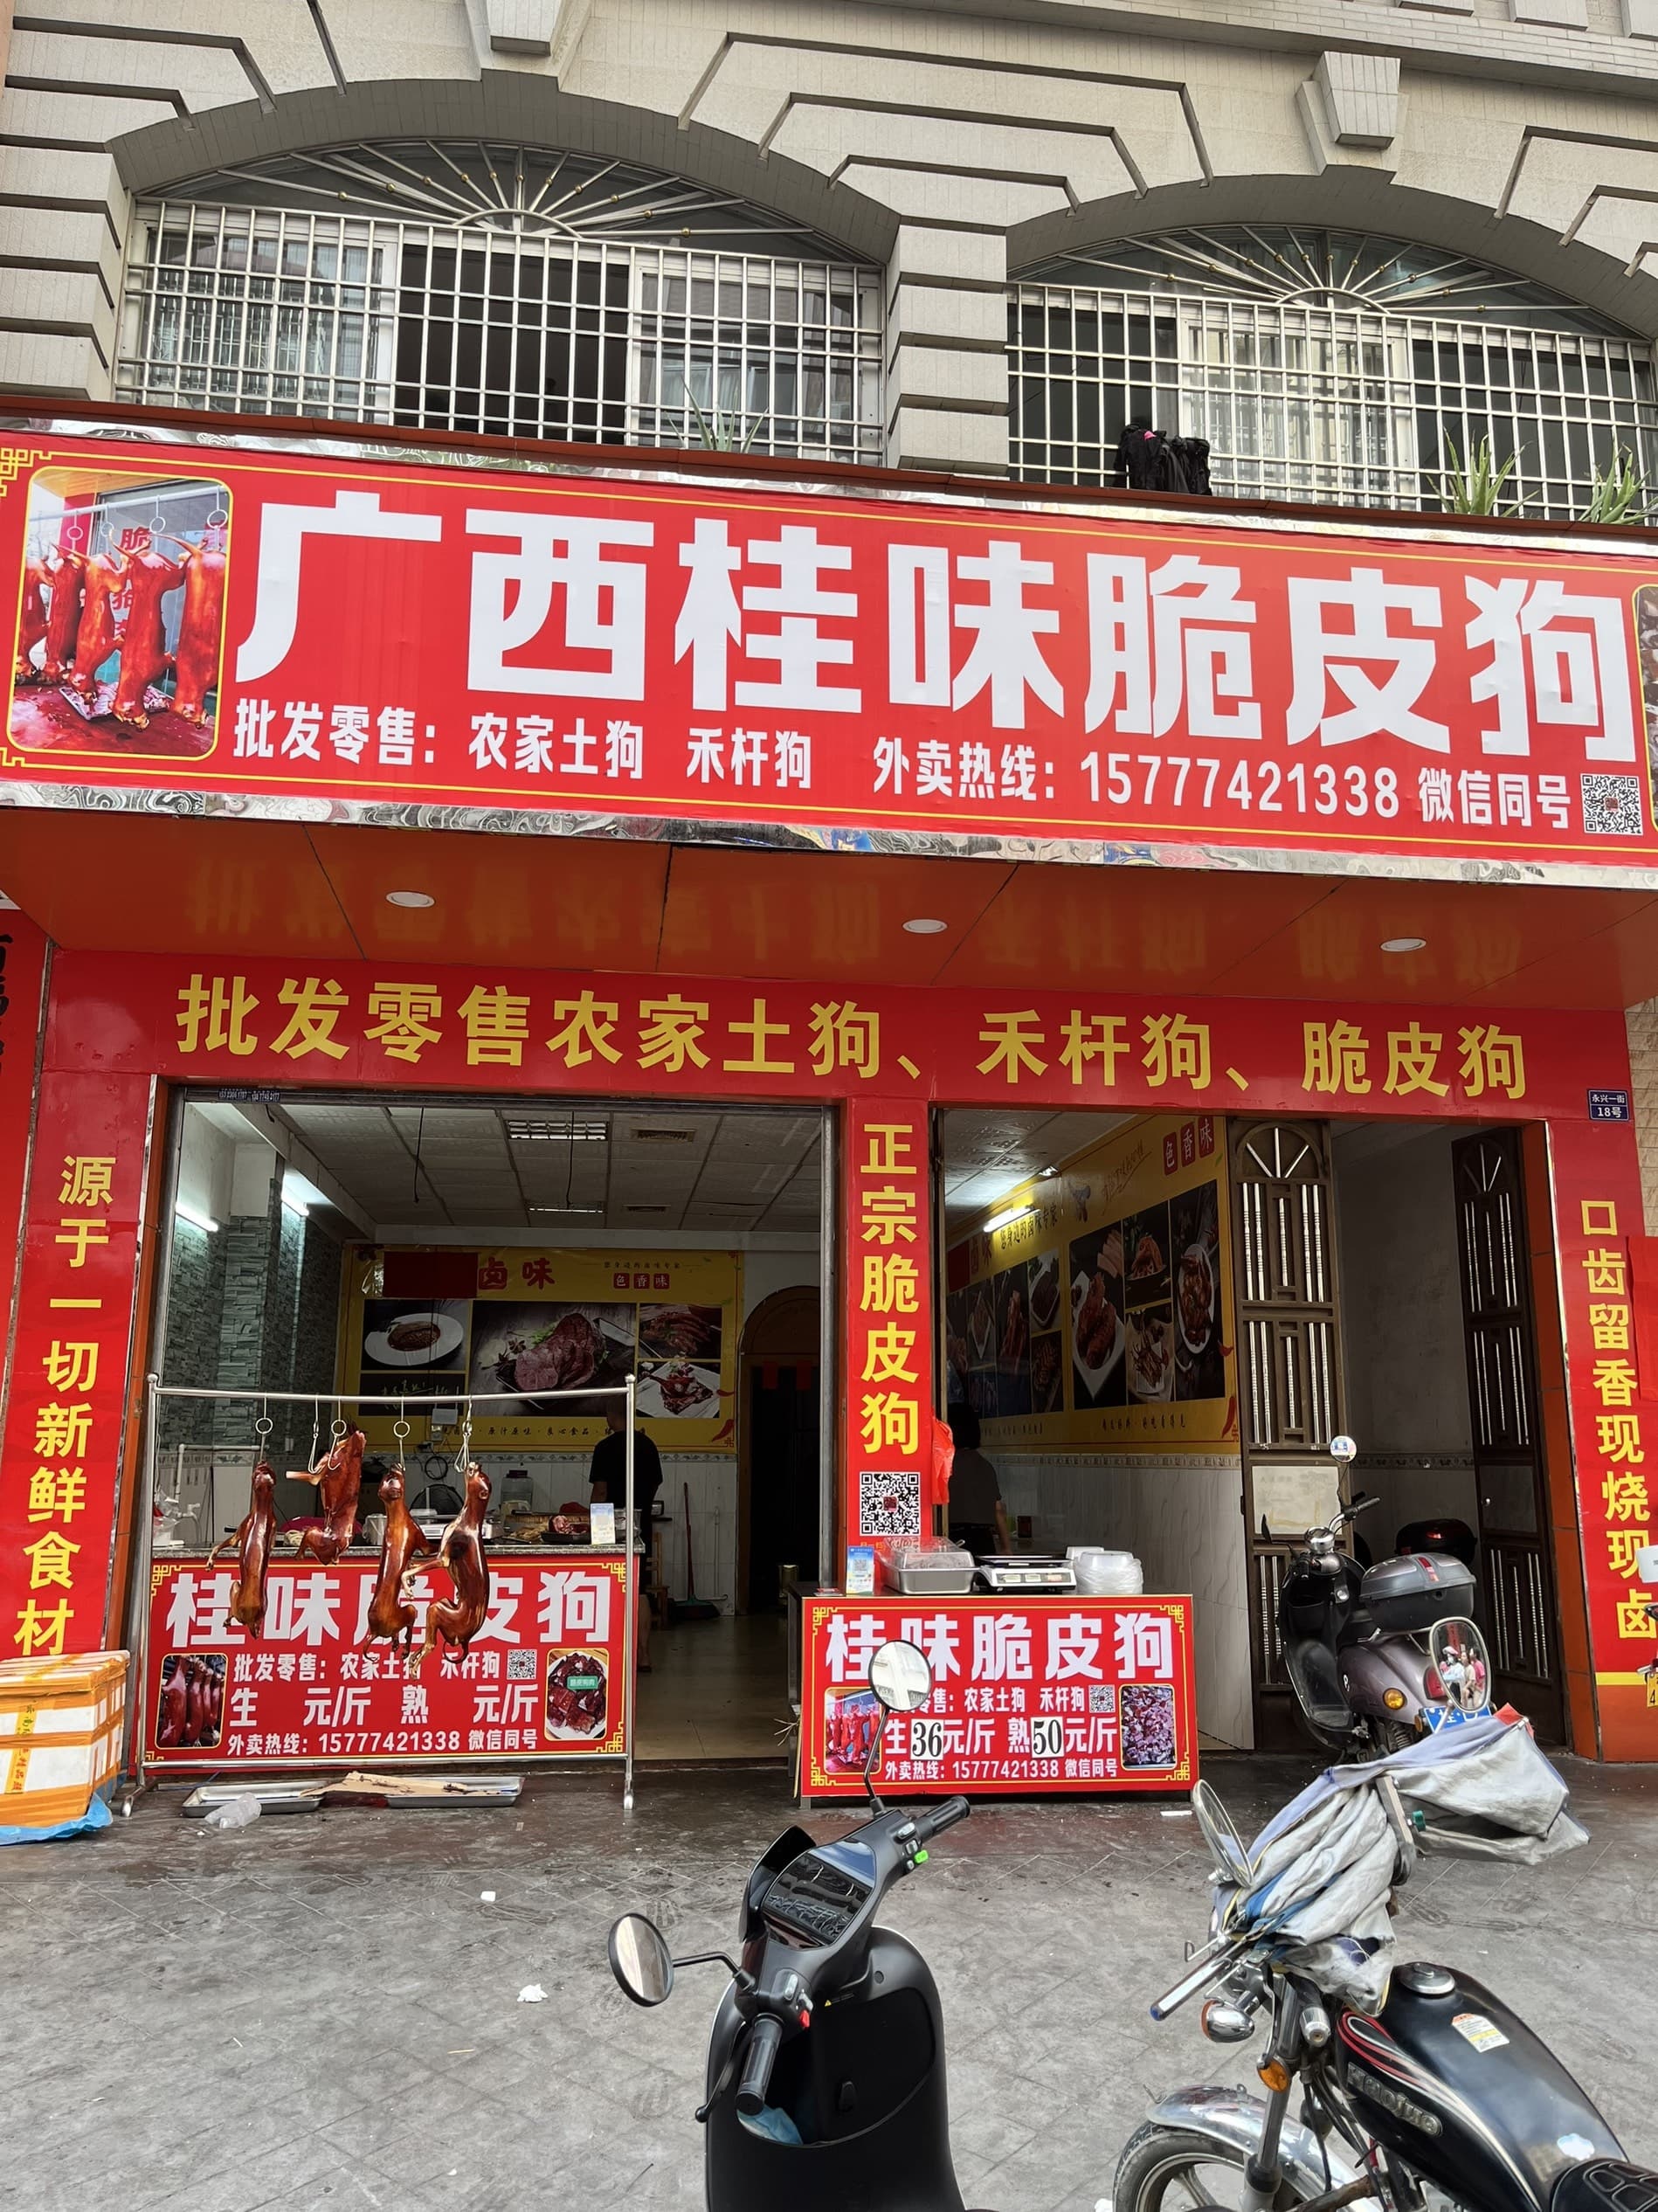 广西桂味脆皮狗
批发零售：农家土狗 禾杆狗 外卖热线：15777421338 微信同号
批发零售农家土狗、禾杆狗、脆皮狗
永兴一街
18号
源于一切新鲜食材
正宗脆皮狗
口齿留香现烧现卤
卤味
色香味
色香味
桂味脆皮狗
批发零售：农家土狗 禾杆狗
生 元/斤 熟 元/斤
外卖热线：15777421338 微信同号
桂味脆皮狗
零售：农家土狗 禾杆狗
生36元/斤 熟50元/斤
外卖热线：15777421338 微信同号